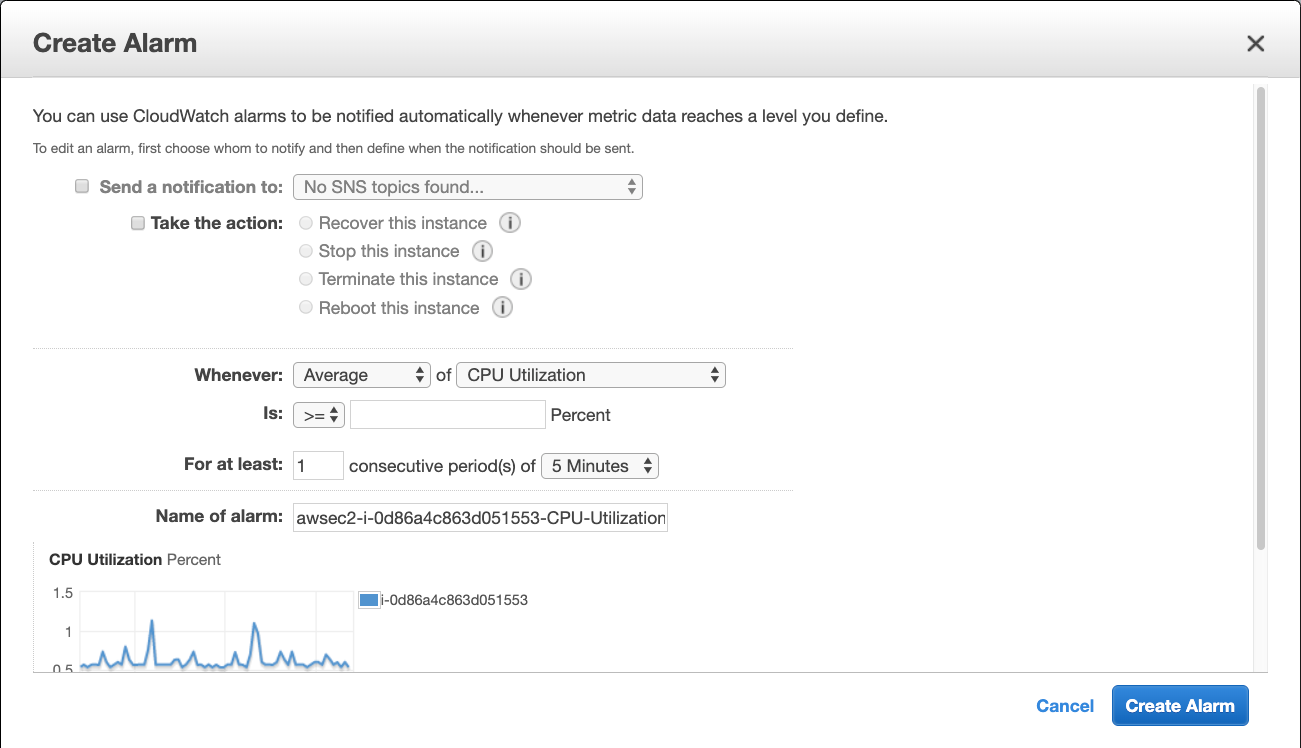 Create Alarm
You can use CloudWatch alarms to be notified automatically whenever metric data reaches a level you define.
To edit an alarm, first choose whom to notify and then define when the notification should be sent.
Send a notification to: No SNS topics found...
Take the action: Recover this instance i
Stop this instance i
Terminate this instance i
Reboot this instance i
Whenever: Average of CPU Utilization
Is: >= Percent
For at least: 1 consecutive period(s) of 5 Minutes
Name of alarm: awsec2-i-0d86a4c863d051553-CPU-Utilization
CPU Utilization Percent
1.5
i-0d86a4c863d051553
1
0.5
Cancel Create Alarm